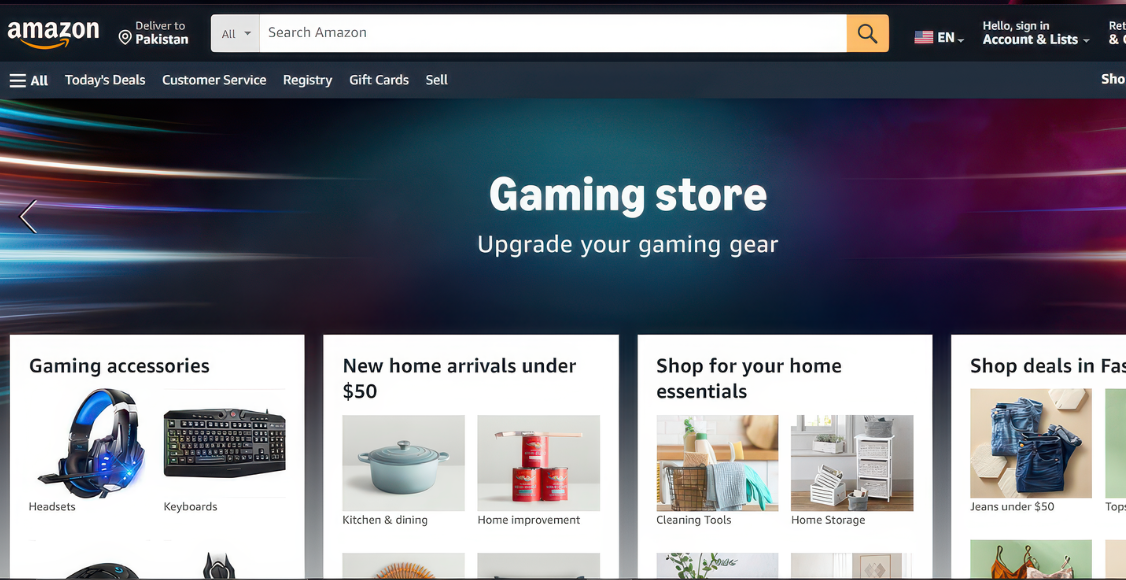 amazon
Deliver to
Pakistan
All
Search Amazon
EN
Hello, sign in
Account & Lists
All
Today's Deals
Customer Service
Registry
Gift Cards
Sell
Gaming store
Upgrade your gaming gear
Gaming accessories
Headsets
Keyboards
New home arrivals under
$50
Kitchen & dining
Home improvement
Shop for your home
essentials
Cleaning Tools
Home Storage
Shop deals in
Jeans under $50
Tops